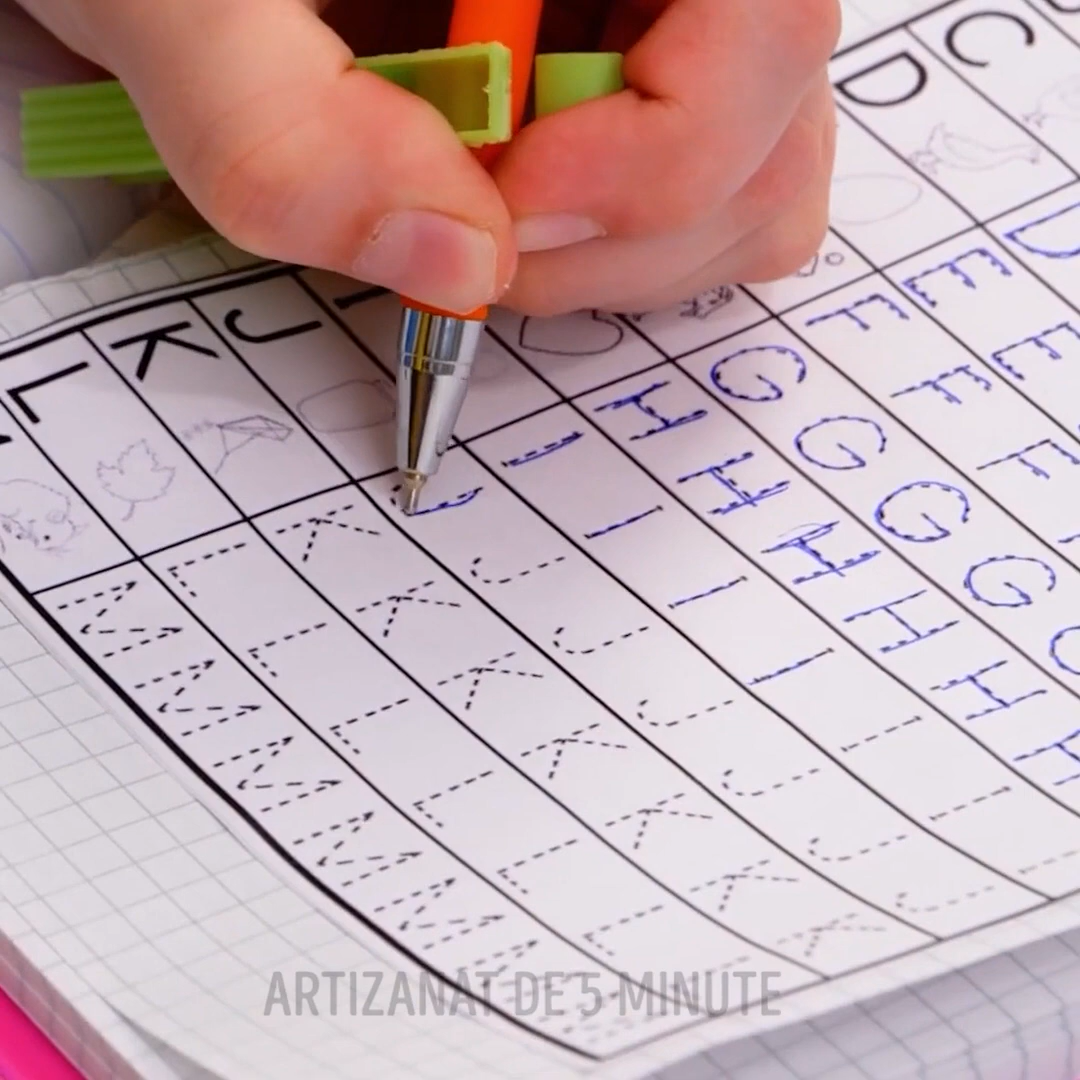 C
D
D
E E E
F F F
G G G G G
H H H H H H
I I I I I I I I
J J J J J J J
K K K K K K K K
L L L L L L L
M M M M M M
ARTIZANAT DE 5 MINUTE